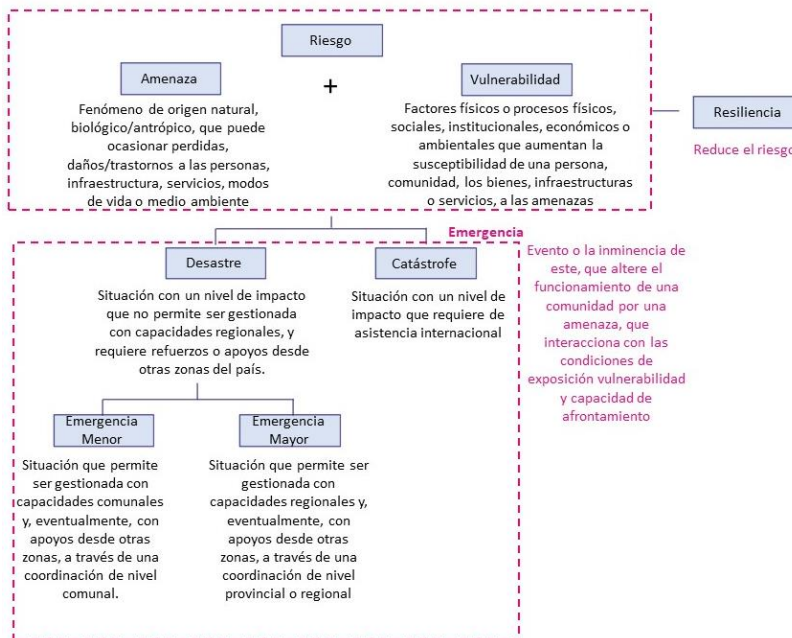 Riesgo
Amenaza
+
Vulnerabilidad
Fenómeno de origen natural,
biológico/antrópico, que puede
ocasionar perdidas,
daños/trastornos a las personas,
infraestructura, servicios, modos
de vida o medio ambiente
Factores físicos o procesos físicos,
sociales, institucionales, económicos o
ambientales que aumentan la
susceptibilidad de una persona,
comunidad, los bienes, infraestructuras
o servicios, a las amenazas
Resiliencia
Reduce el riesgo
Emergencia
Evento o la inminencia de
este, que altere el
funcionamiento de una
comunidad por una
amenaza, que
interacciona con las
condiciones de
exposición vulnerabilidad
y capacidad de
afrontamiento
Desastre
Situación con un nivel de impacto
que no permite ser gestionada
con capacidades regionales, y
requiere refuerzos o apoyos desde
otras zonas del país.
Catástrofe
Situación con un nivel de
impacto que requiere de
asistencia internacional
Emergencia
Menor
Situación que permite
ser gestionada con
capacidades comunales
y, eventualmente, con
apoyos desde otras
zonas, a través de una
coordinación de nivel
comunal.
Emergencia
Mayor
Situación que permite ser
gestionada con
capacidades regionales y,
eventualmente, con
apoyos desde otras
zonas, a través de una
coordinación de nivel
provincial o regional